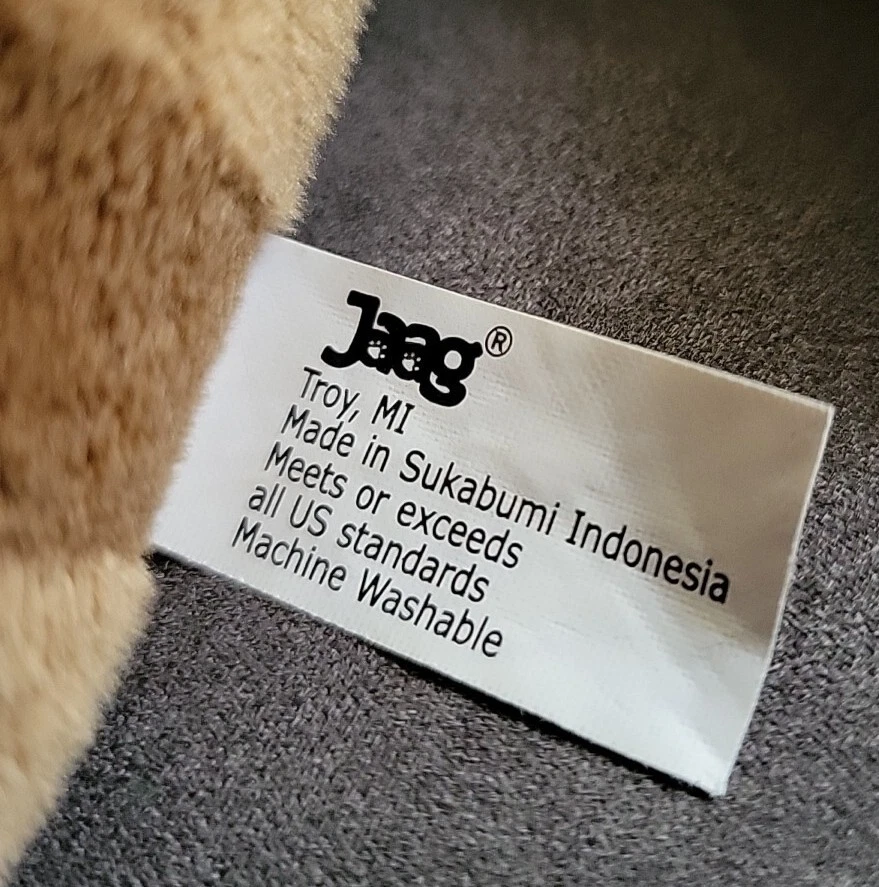 Jaag®
Troy, MI
Made in Sukabumi Indonesia
Meets or exceeds
all US standards
Machine Washable